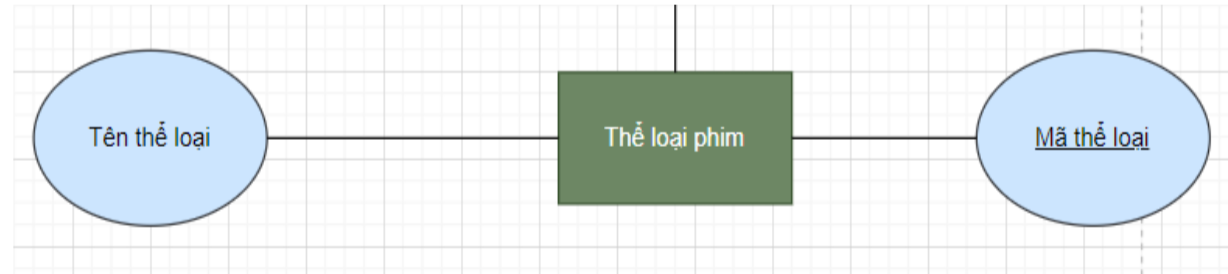 Tên thể loại
Thể loại phim
Mã thể loại